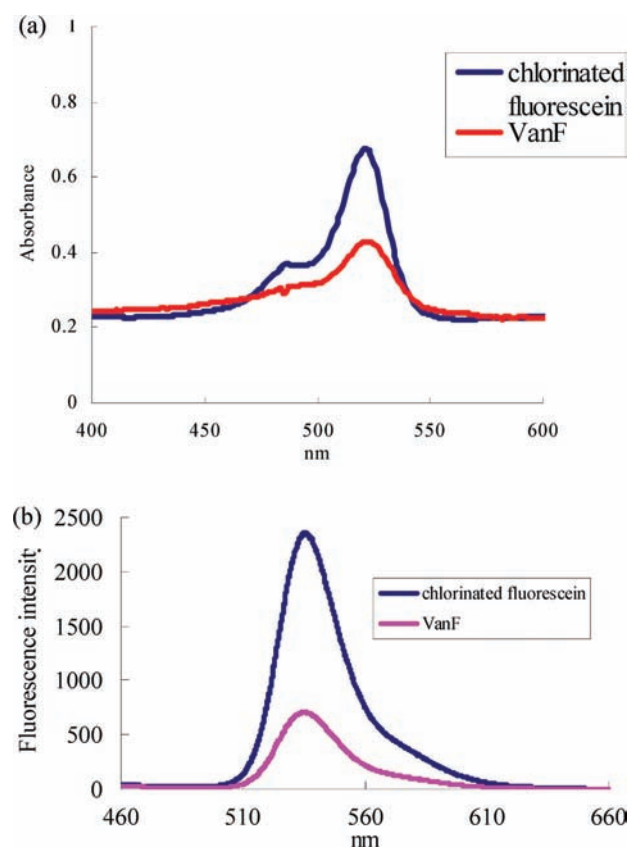 (a)
1
0.8
0.6
0.4
0.2
0
Absorbance
400 450 500 550 600
nm
chlorinated
fluorescein
VanF
(b)
2500
2000
1500
1000
500
0
Fluorescence intensit
460 510 560 610 660
nm
chlorinated fluorescein
VanF